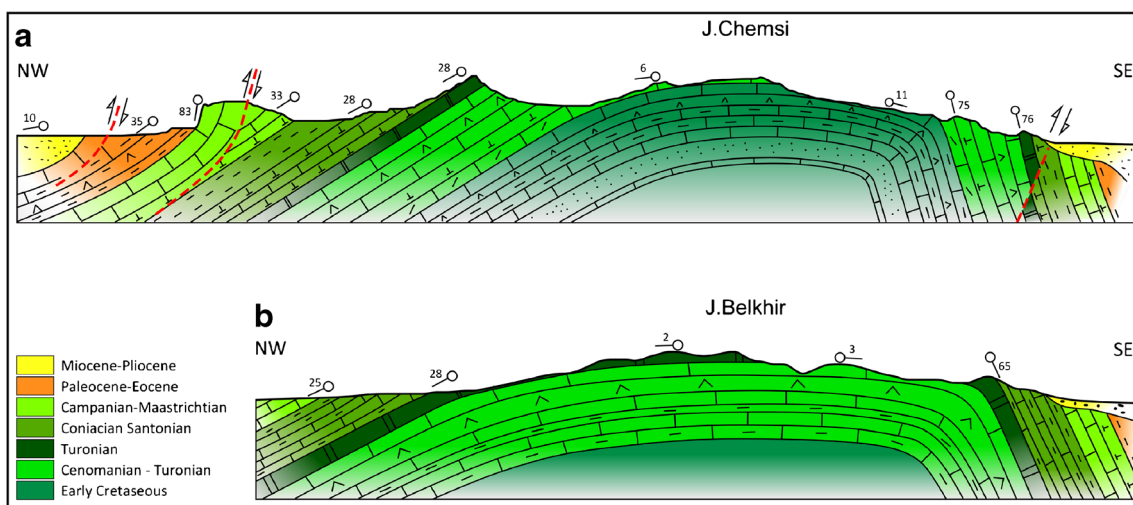 a
J.Chemsi
NW
SE
10
35
83
33
28
28
6
11
75
76
b
J.Belkhir
NW
SE
25
28
2
3
65
Miocene-Pliocene
Paleocene-Eocene
Campanian-Maastrichtian
Coniacian Santonian
Turonian
Cenomanian - Turonian
Early Cretaseous